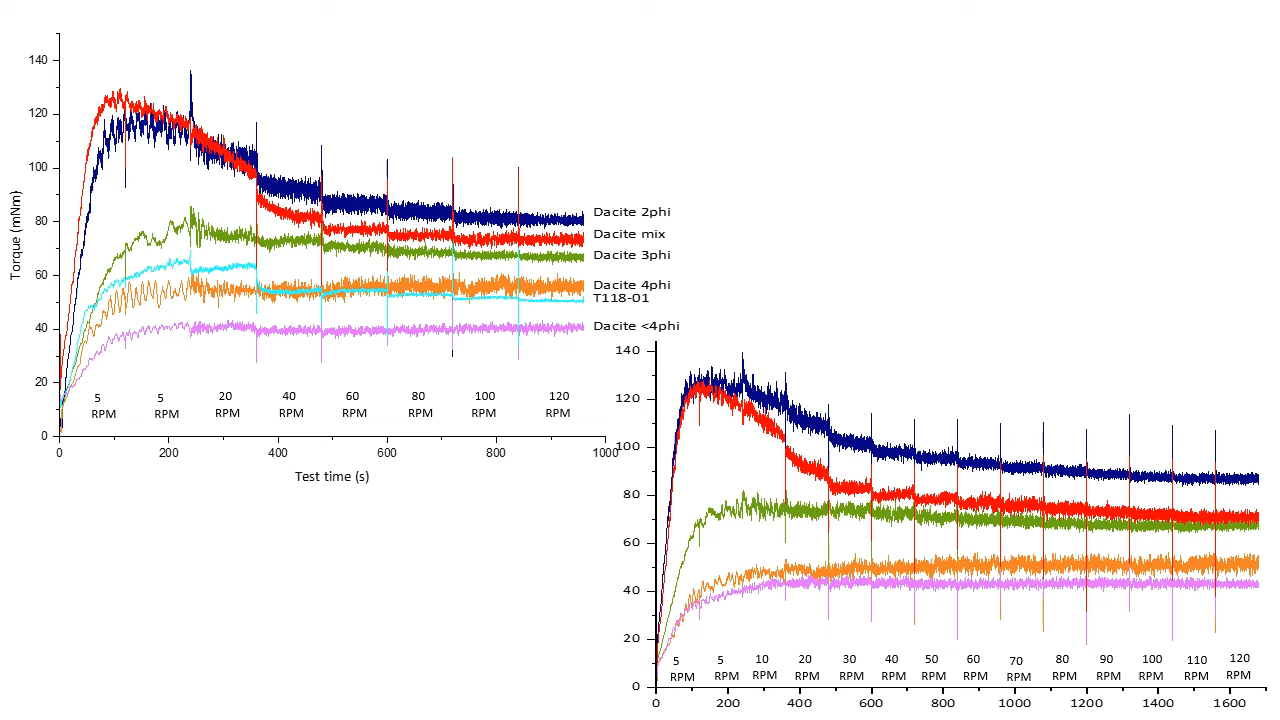 140
120
100
80
60
40
20
0
Torque (mNm)
5 RPM
5 RPM
20 RPM
40 RPM
60 RPM
80 RPM
100 RPM
120 RPM
0 200 400 600 800 1000
Test time (s)
Dacite 2phi
Dacite mix
Dacite 3phi
Dacite 4phi
T118-01
Dacite <4phi
140
120
100
80
60
40
20
0
5 RPM
5 RPM
10 RPM
20 RPM
30 RPM
40 RPM
50 RPM
60 RPM
70 RPM
80 RPM
90 RPM
100 RPM
110 RPM
120 RPM
0 200 400 600 800 1000 1200 1400 1600